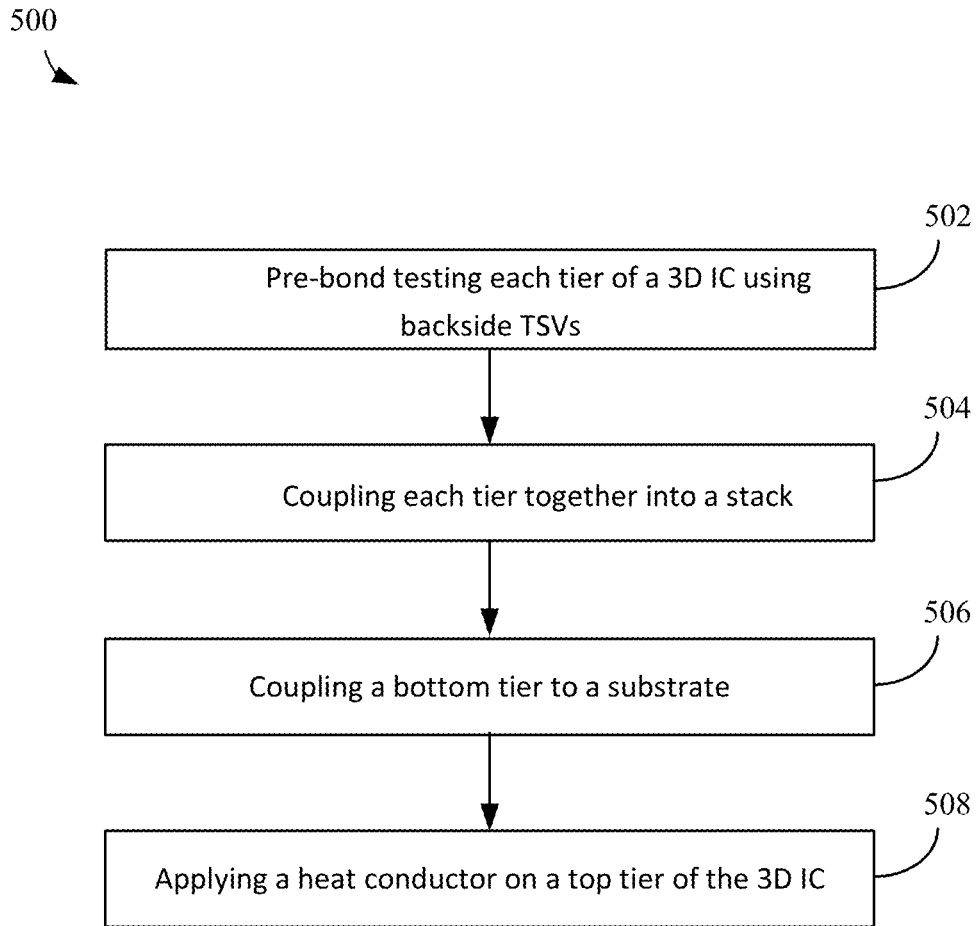 500
502
Pre-bond testing each tier of a 3D IC using
backside TSVs
504
Coupling each tier together into a stack
506
Coupling a bottom tier to a substrate
508
Applying a heat conductor on a top tier of the 3D IC